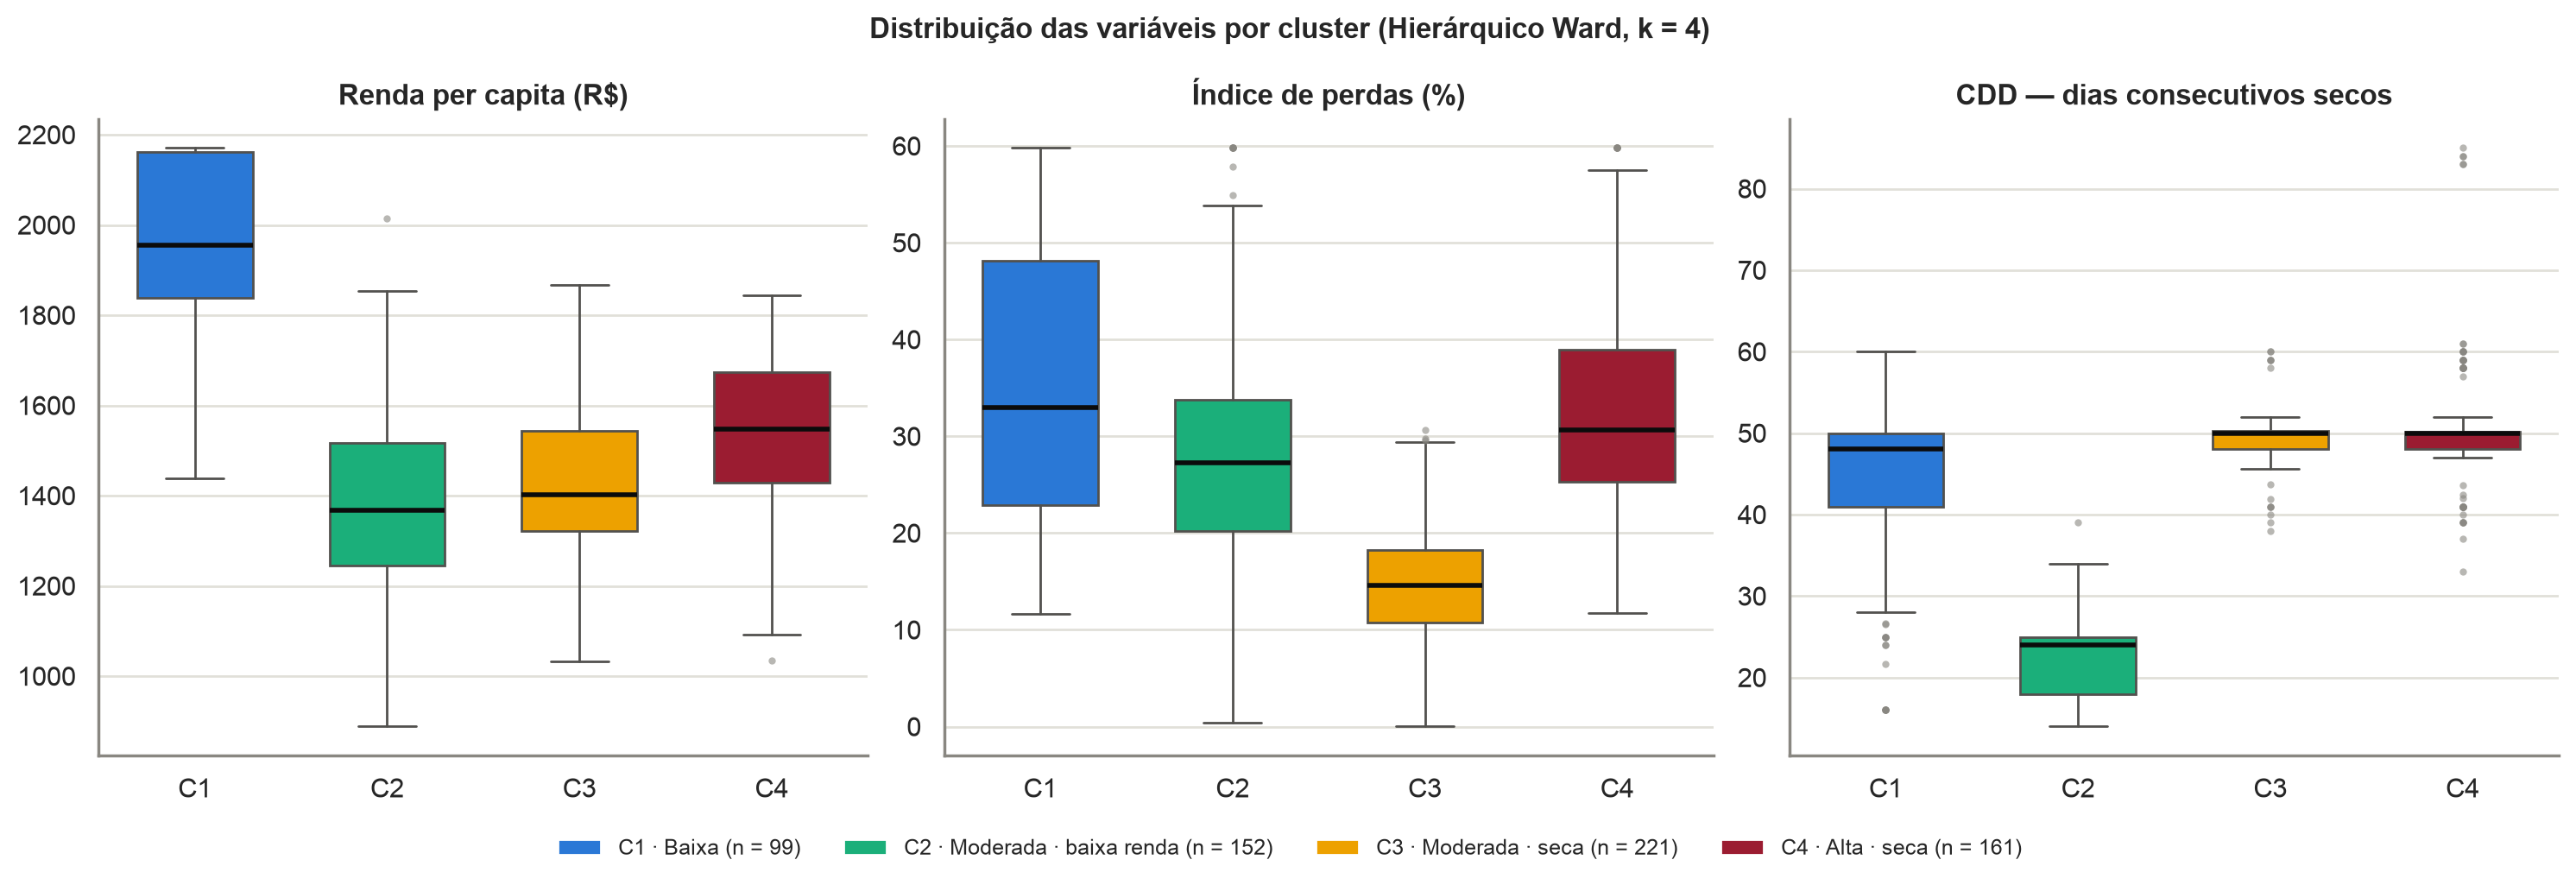 Distribuição das variáveis por cluster (Hierárquico Ward, k = 4)
Renda per capita (R$)
2200
2000
1800
1600
1400
1200
1000
C1 C2 C3 C4
Índice de perdas (%)
60
50
40
30
20
10
0
C1 C2 C3 C4
CDD — dias consecutivos secos
80
70
60
50
40
30
20
C1 C2 C3 C4
C1 · Baixa (n = 99) C2 · Moderada · baixa renda (n = 152) C3 · Moderada · seca (n = 221) C4 · Alta · seca (n = 161)